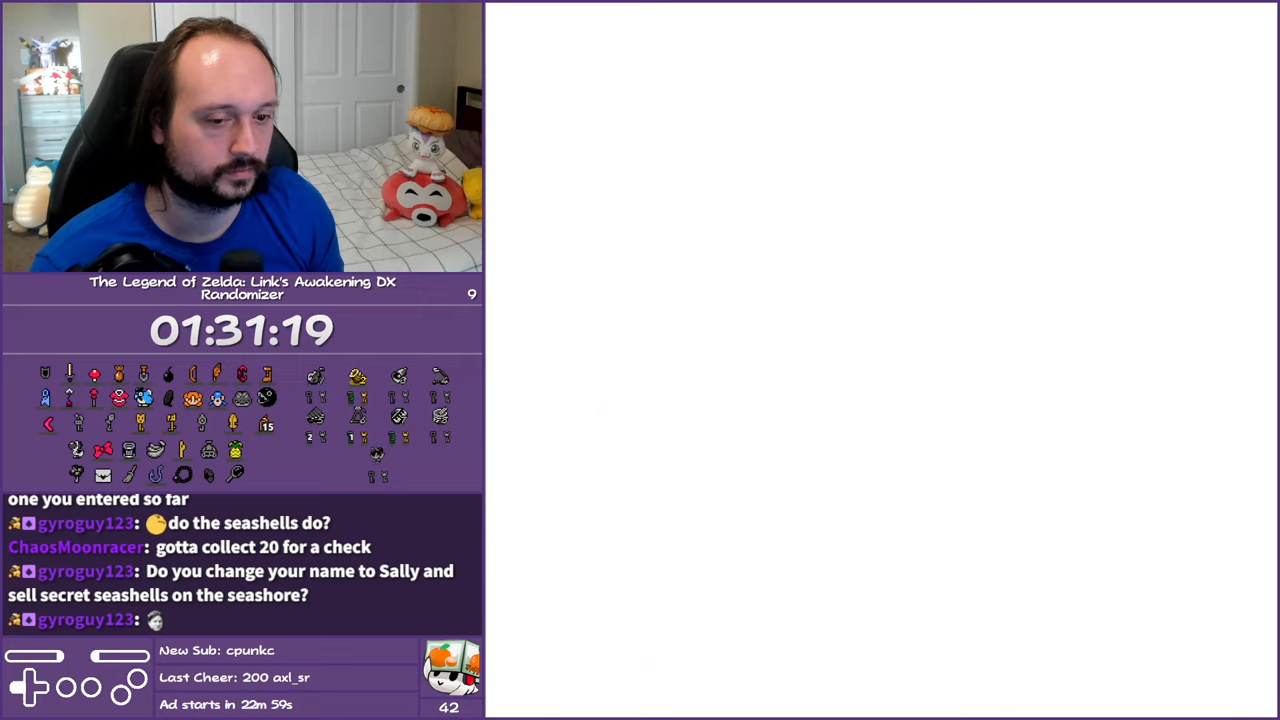 The Legend of Zelda: Link's Awakening DX
Randomizer
9
01:31:19
15
2
1
one you entered so far
gyroguy123: do the seashells do?
ChaosMoonracer: gotta collect 20 for a check
gyroguy123: Do you change your name to Sally and
sell secret seashells on the seashore?
gyroguy123:
New Sub: cpunkc
Last Cheer: 200 axl_sr
Ad starts in 22m 59s
42